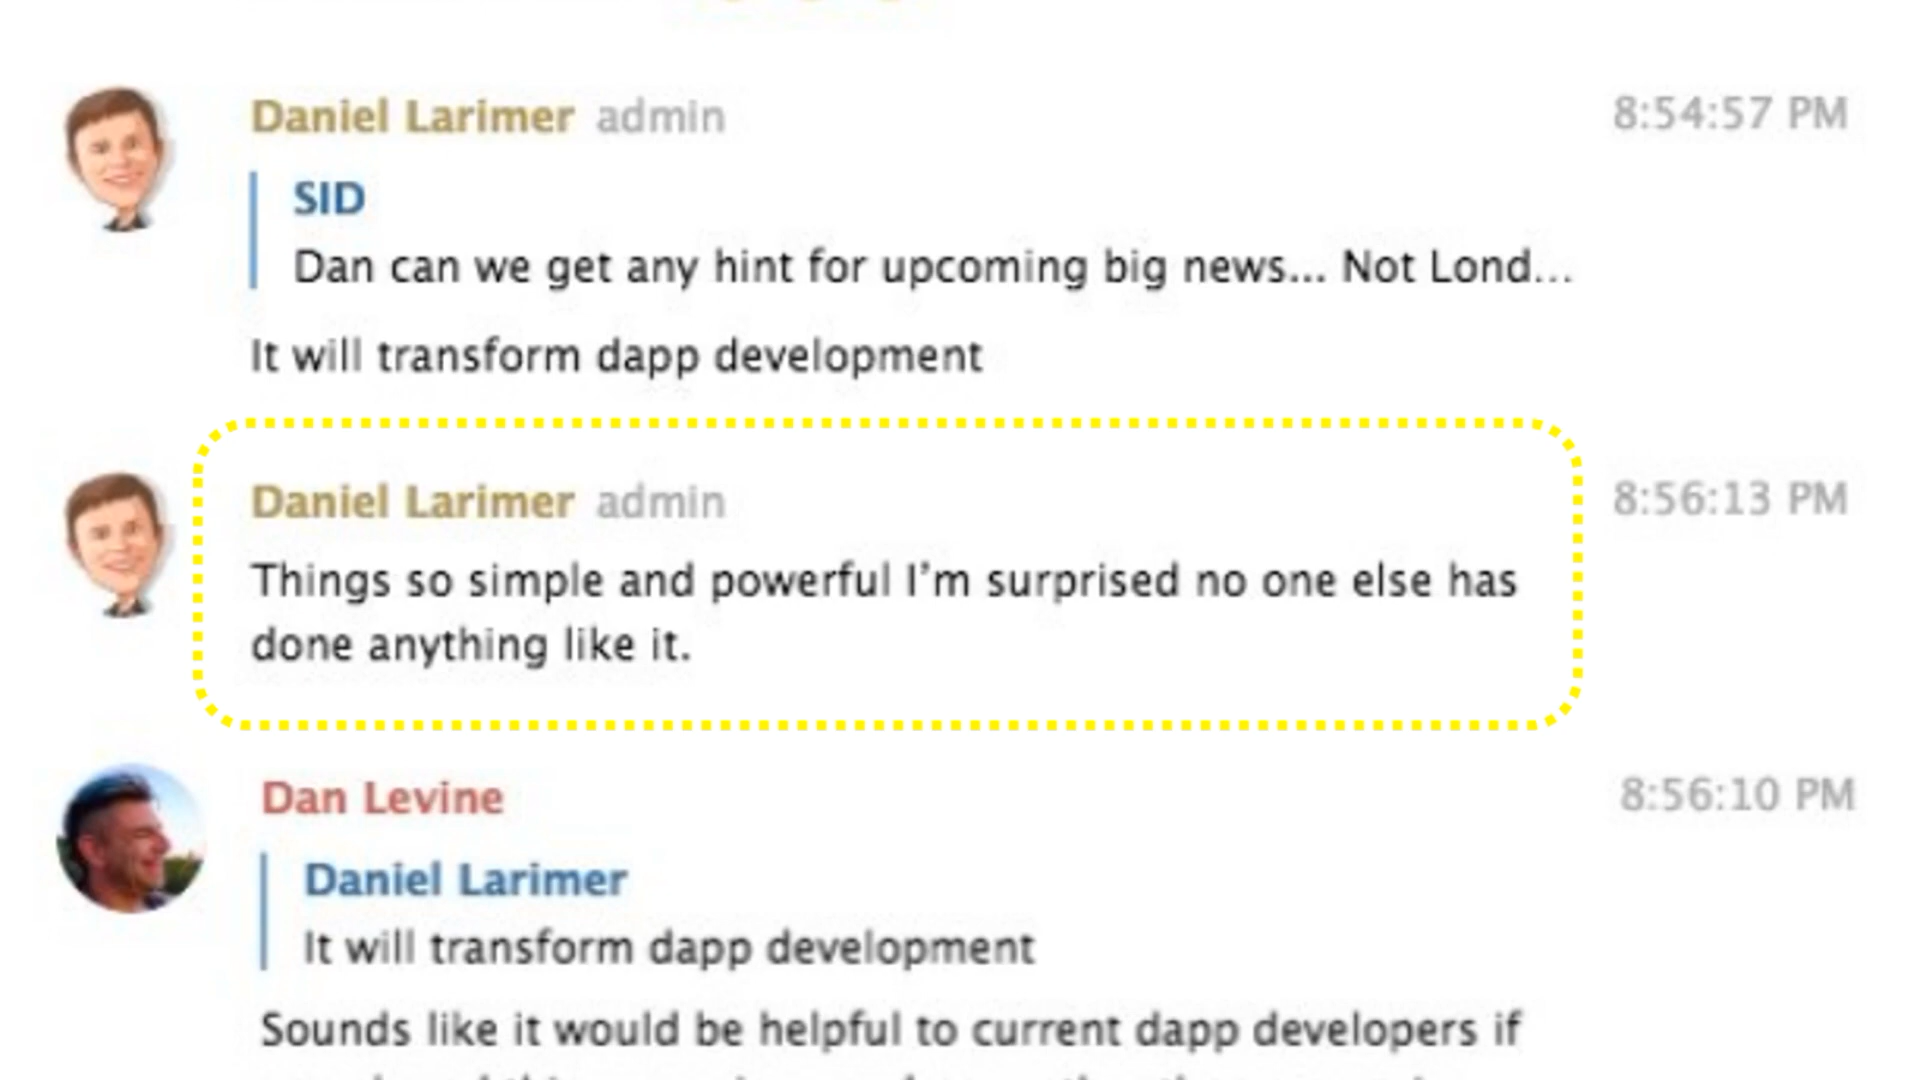 Daniel Larimer admin 8:54:57 PM
SID
Dan can we get any hint for upcoming big news... Not Lond...
It will transform dapp development
Daniel Larimer admin 8:56:13 PM
Things so simple and powerful I'm surprised no one else has
done anything like it.
Dan Levine 8:56:10 PM
Daniel Larimer
It will transform dapp development
Sounds like it would be helpful to current dapp developers if